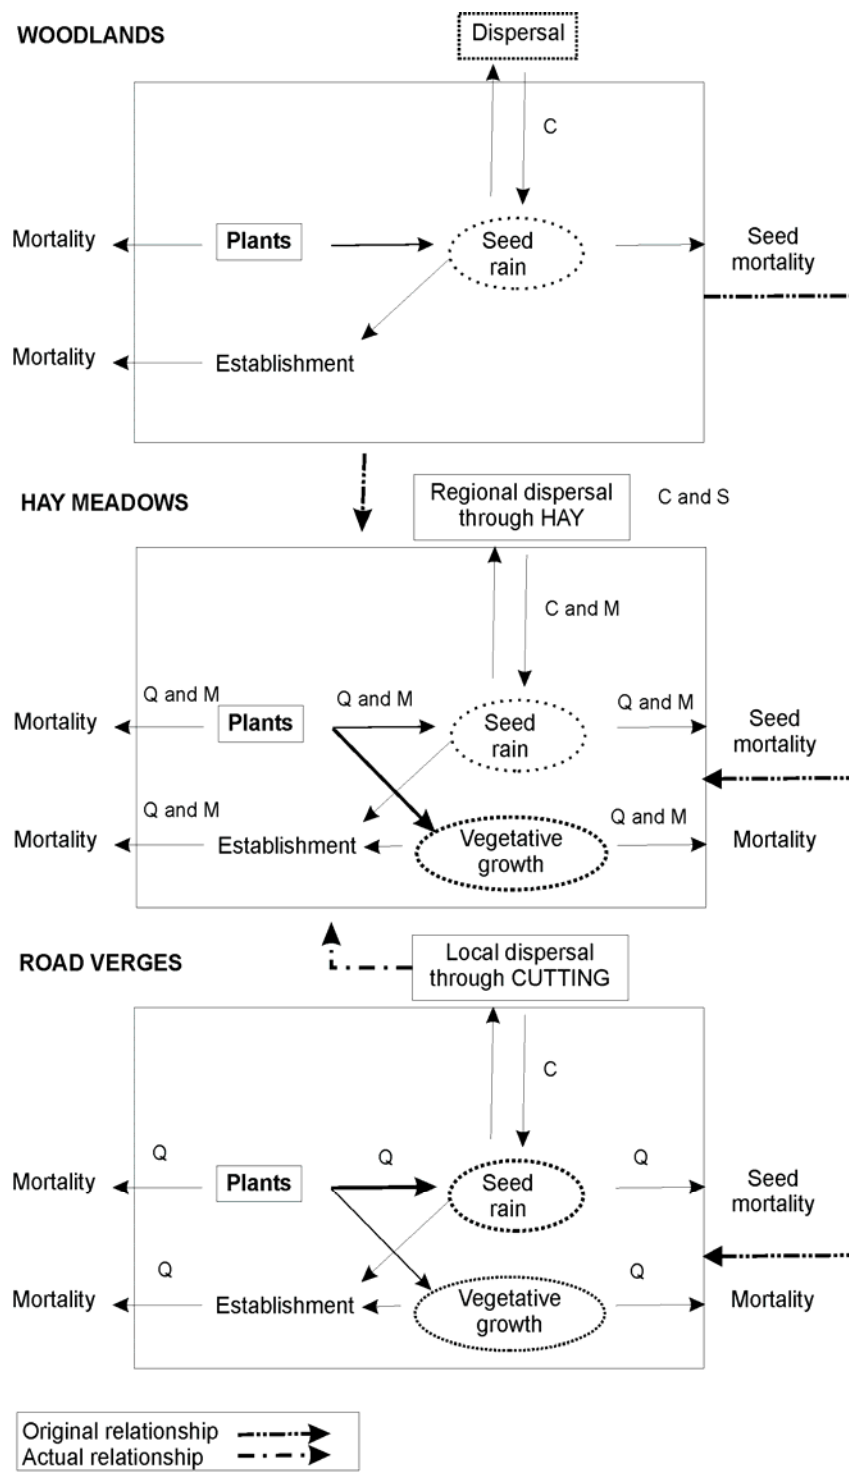 WOODLANDS
Dispersal
C
Mortality
Plants
Seed
rain
Seed
mortality
Mortality
Establishment
HAY MEADOWS
Regional dispersal
through HAY
C and S
C and M
Q and M
Q and M
Q and M
Mortality
Plants
Seed
rain
Seed
mortality
Q and M
Q and M
Mortality
Establishment
Vegetative
growth
Mortality
ROAD VERGES
Local dispersal
through CUTTING
C
Q
Q
Q
Mortality
Plants
Seed
rain
Seed
mortality
Q
Q
Mortality
Establishment
Vegetative
growth
Mortality
Original relationship
Actual relationship